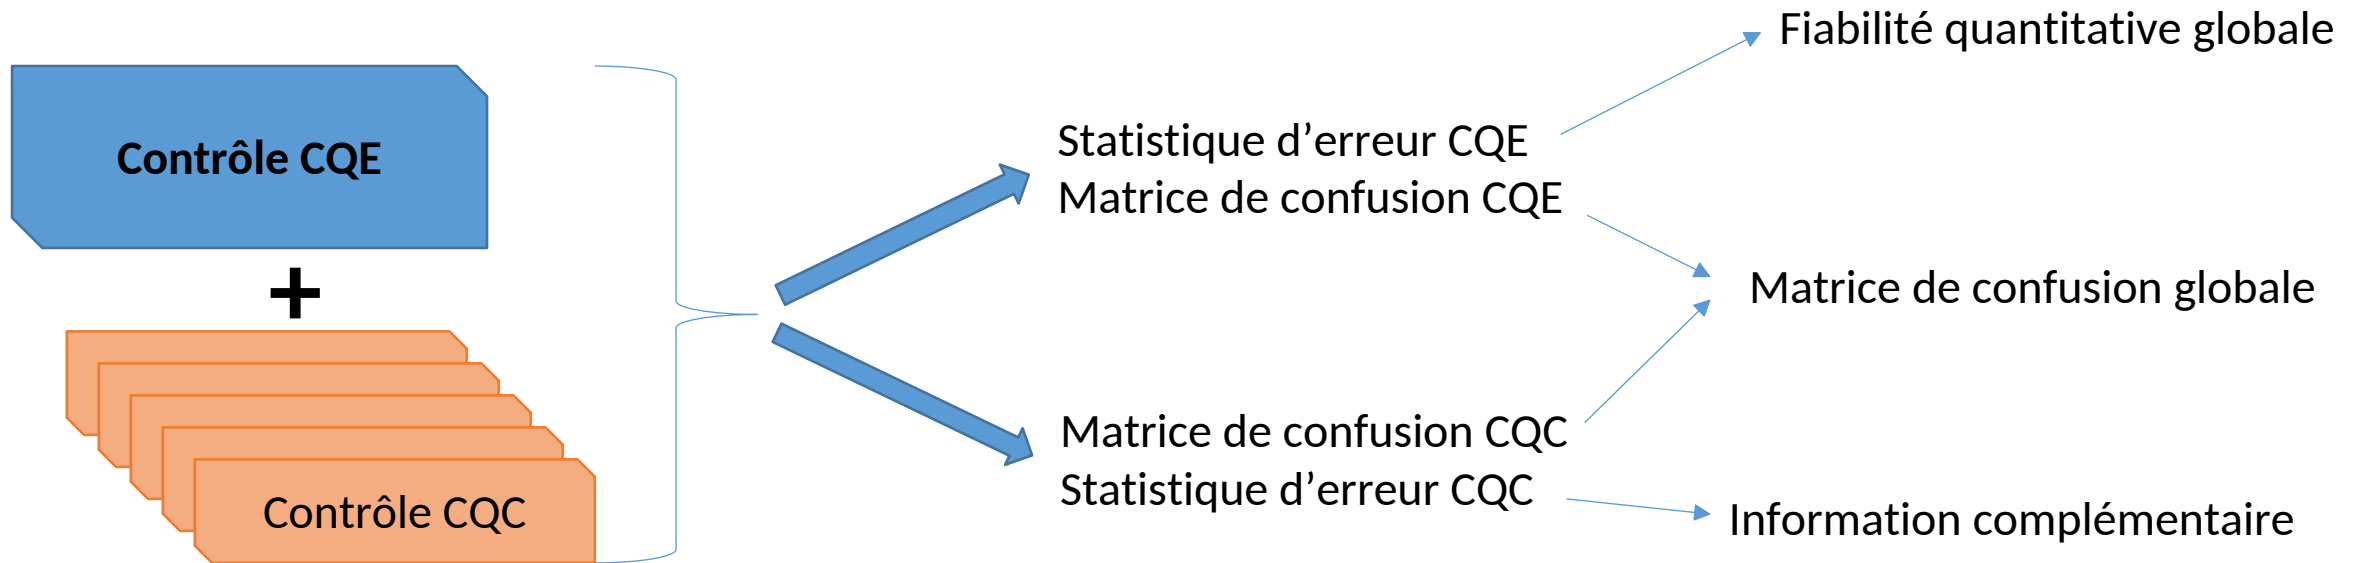 Contrôle CQE
+
Contrôle CQC
Statistique d’erreur CQE
Matrice de confusion CQE
Matrice de confusion CQC
Statistique d’erreur CQC
Fiabilité quantitative globale
Matrice de confusion globale
Information complémentaire